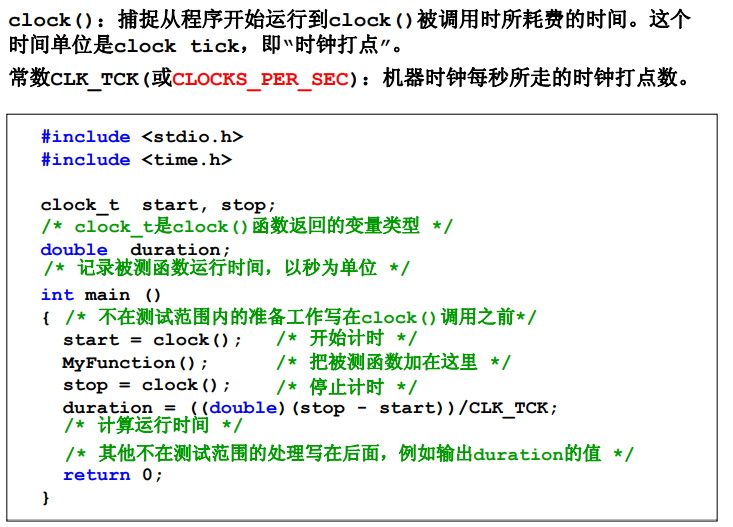 clock(): 捕捉从程序开始运行到clock()被调用时所耗费的时间。这个
时间单位是clock tick，即“时钟打点”。
常数CLK_TCK(或CLOCKS_PER_SEC): 机器时钟每秒所走的时钟打点数。
#include <stdio.h>
#include <time.h>
clock_t start, stop;
/* clock_t是clock()函数返回的变量类型 */
double duration;
/* 记录被测函数运行时间，以秒为单位 */
int main ()
{ /* 不在测试范围内的准备工作写在clock()调用之前*/
start = clock(); /* 开始计时 */
MyFunction(); /* 把被测函数加在这里 */
stop = clock(); /* 停止计时 */
duration = ((double)(stop - start))/CLK_TCK;
/* 计算运行时间 */
/* 其他不在测试范围的处理写在后面，例如输出duration的值 */
return 0;
}